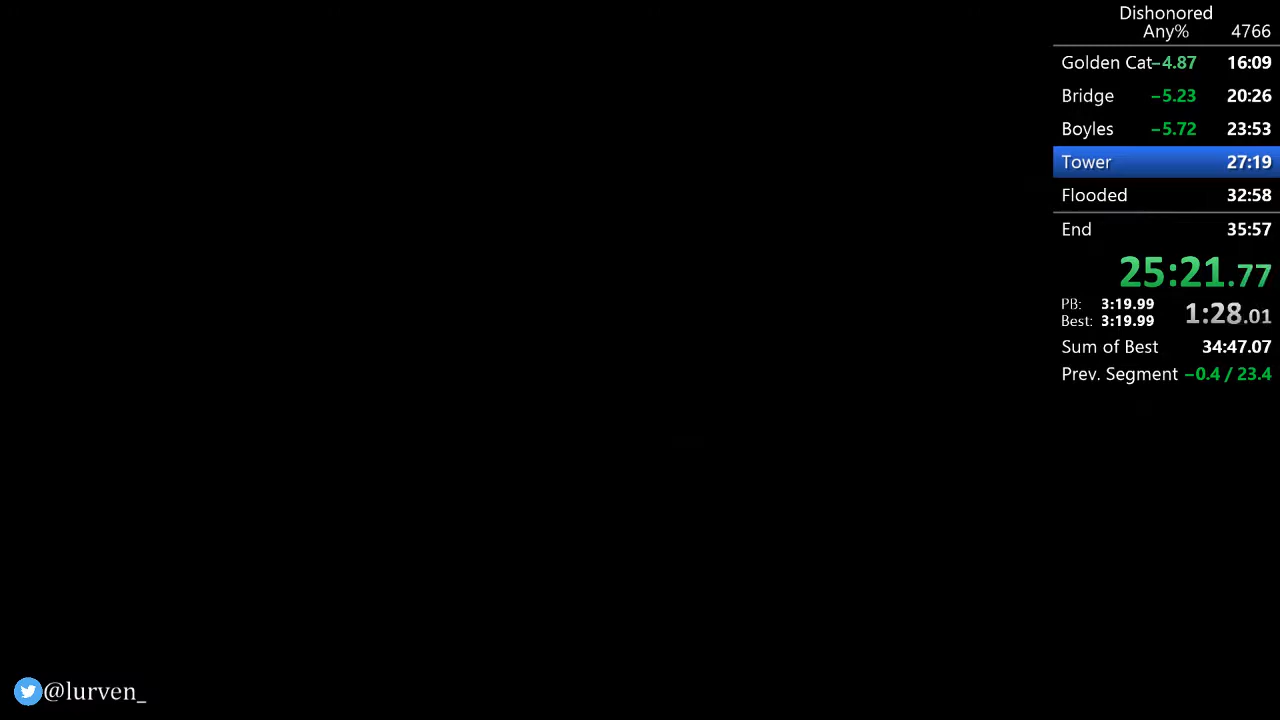 Dishonored
Any% 4766
Golden Cat −4.87 16:09
Bridge −5.23 20:26
Boyles −5.72 23:53
Tower 27:19
Flooded 32:58
End 35:57
25:21.77
PB: 3:19.99
Best: 3:19.99
1:28.01
Sum of Best 34:47.07
Prev. Segment −0.4 / 23.4
@lurven_